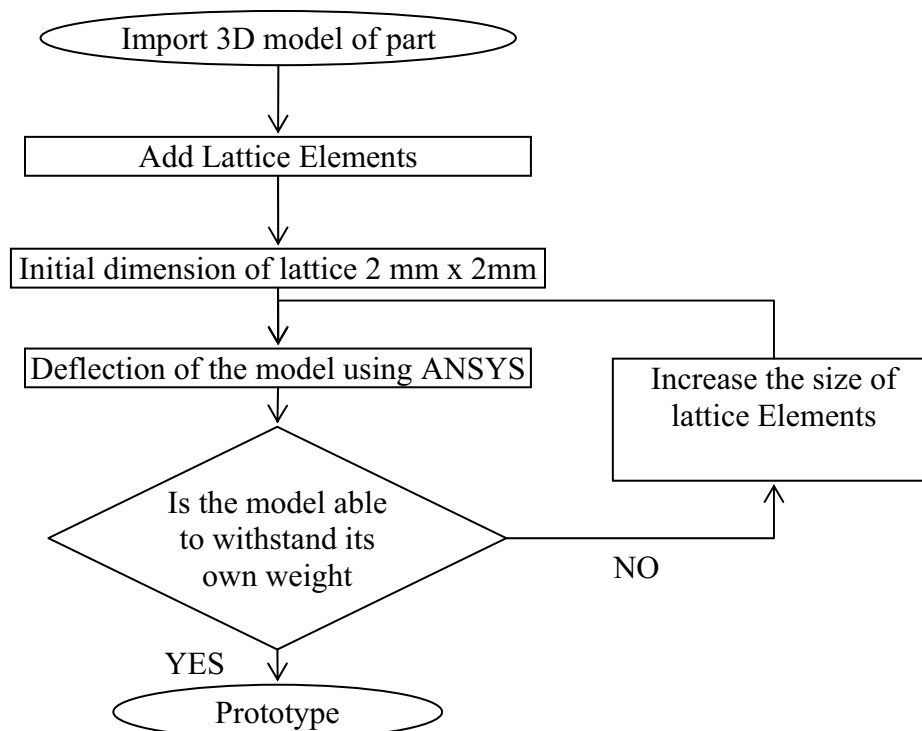 Import 3D model of part
Add Lattice Elements
Initial dimension of lattice 2 mm x 2mm
Deflection of the model using ANSYS
Increase the size of
lattice Elements
Is the model able
to withstand its
own weight
NO
YES
Prototype